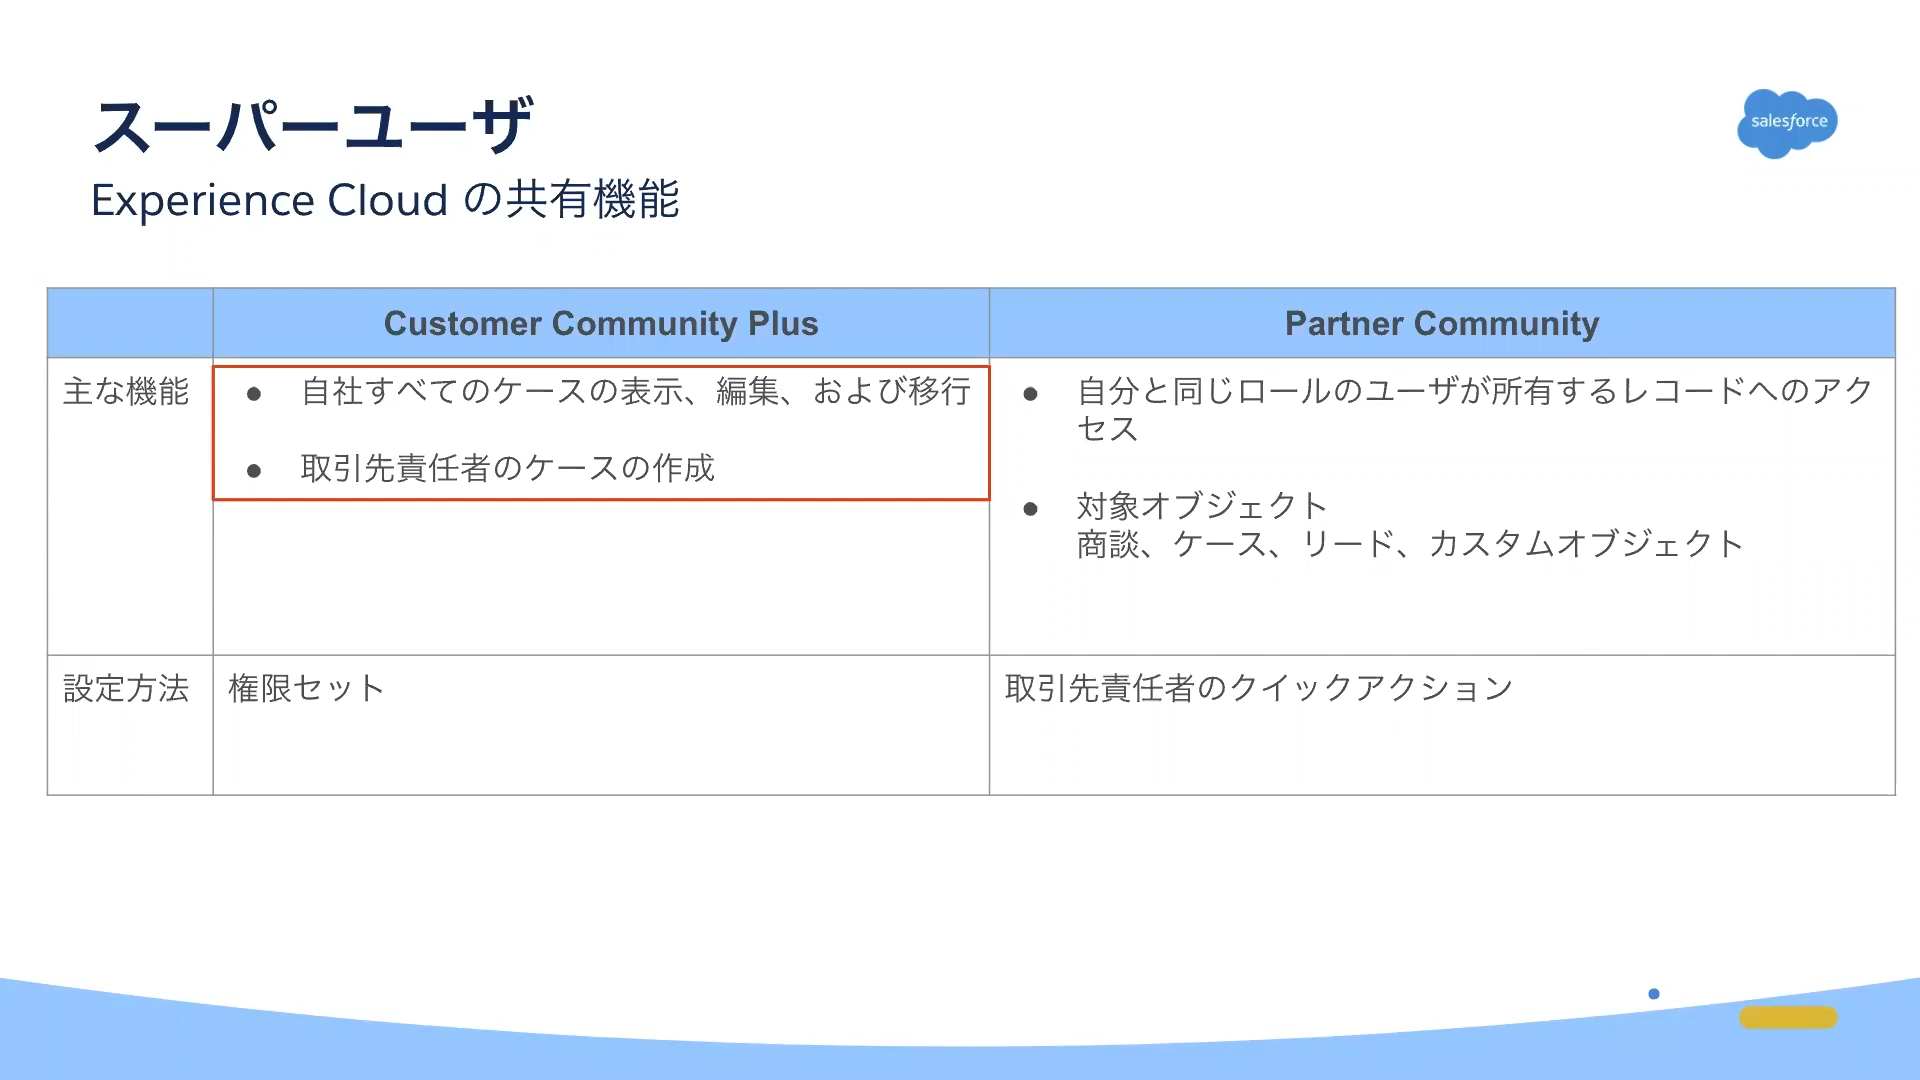 スーパーユーザ
salesforce
Experience Cloud の共有機能
Customer Community Plus
Partner Community
主な機能
● 自社すべてのケースの表示、編集、および移行
● 取引先責任者のケースの作成
● 自分と同じロールのユーザが所有するレコードへのアク
セス
● 対象オブジェクト
商談、ケース、リード、カスタムオブジェクト
設定方法
権限セット
取引先責任者のクイックアクション